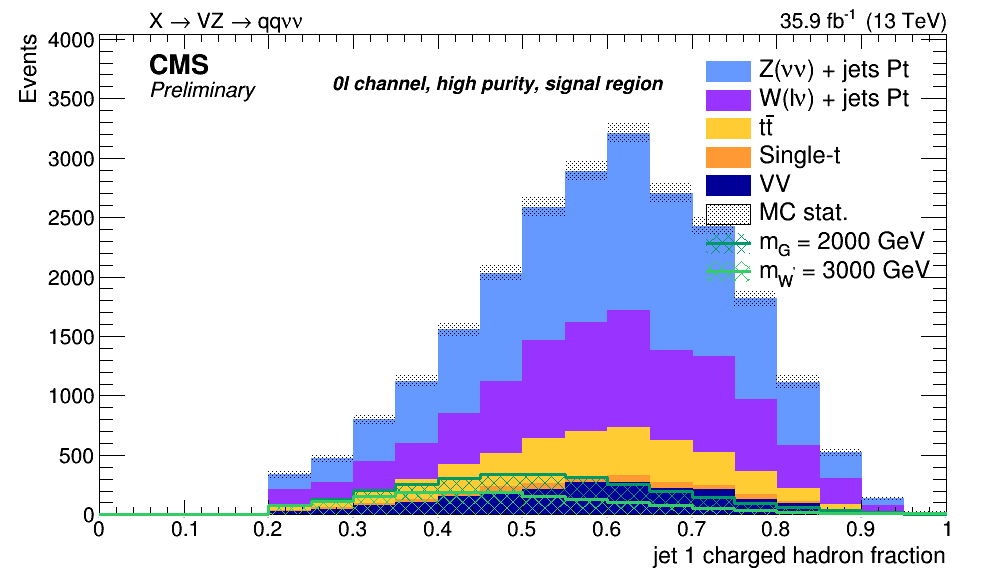 X → VZ → qqνν
35.9 fb⁻¹ (13 TeV)
Events
CMS
Preliminary
0l channel, high purity, signal region
Z(νν) + jets Pt
W(lν) + jets Pt
tt̄
Single-t
VV
MC stat.
m_G = 2000 GeV
m_W' = 3000 GeV
4000
3500
3000
2500
2000
1500
1000
500
0
0 0.1 0.2 0.3 0.4 0.5 0.6 0.7 0.8 0.9 1
jet 1 charged hadron fraction